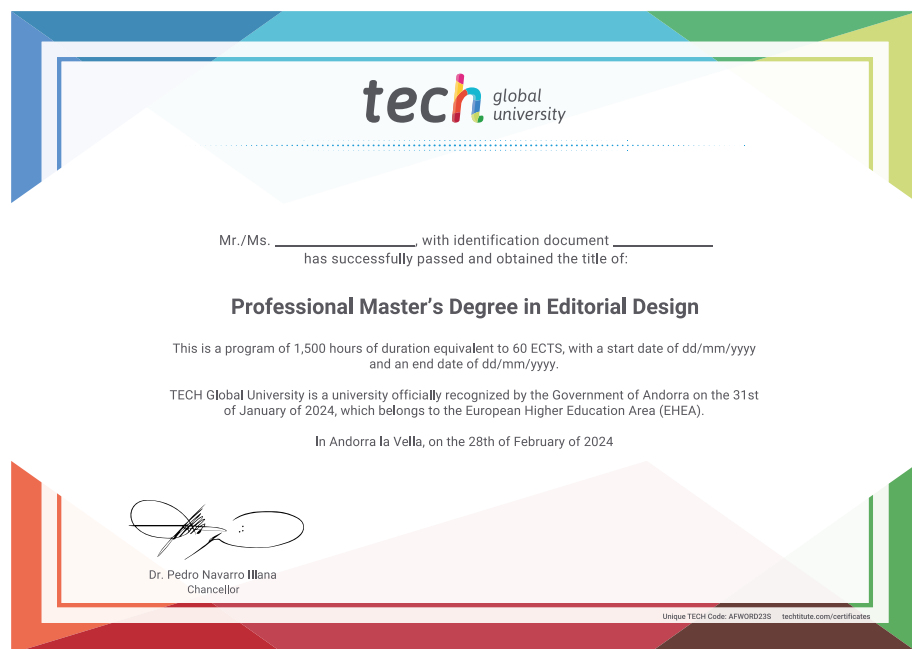 tech global university
Mr./Ms. ____________, with identification document ____________
has successfully passed and obtained the title of:
Professional Master’s Degree in Editorial Design
This is a program of 1,500 hours of duration equivalent to 60 ECTS, with a start date of dd/mm/yyyy
and an end date of dd/mm/yyyy.
TECH Global University is a university officially recognized by the Government of Andorra on the 31st
of January of 2024, which belongs to the European Higher Education Area (EHEA).
In Andorra la Vella, on the 28th of February of 2024
Dr. Pedro Navarro Illana
Chancellor
Unique TECH Code: AFWORD23S techtitute.com/certificates